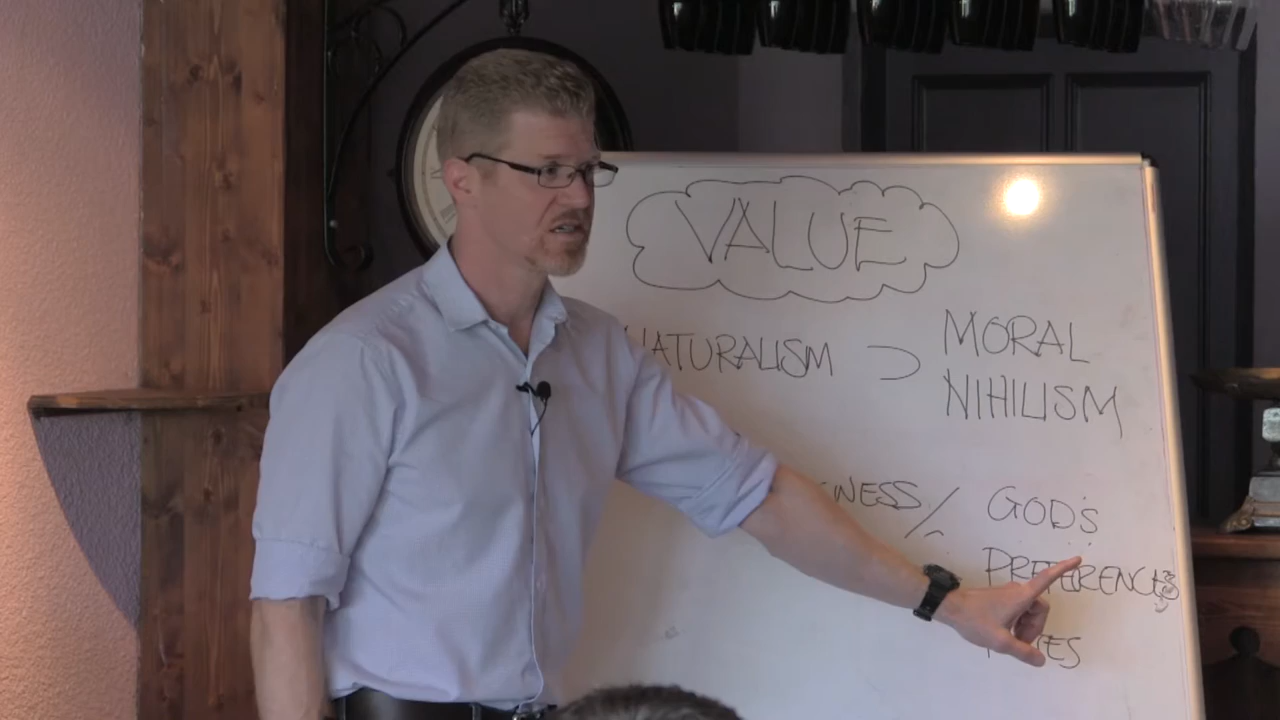 VALUE
NATURALISM ⊃ MORAL
NIHILISM
GOD'S
PREFERENCES